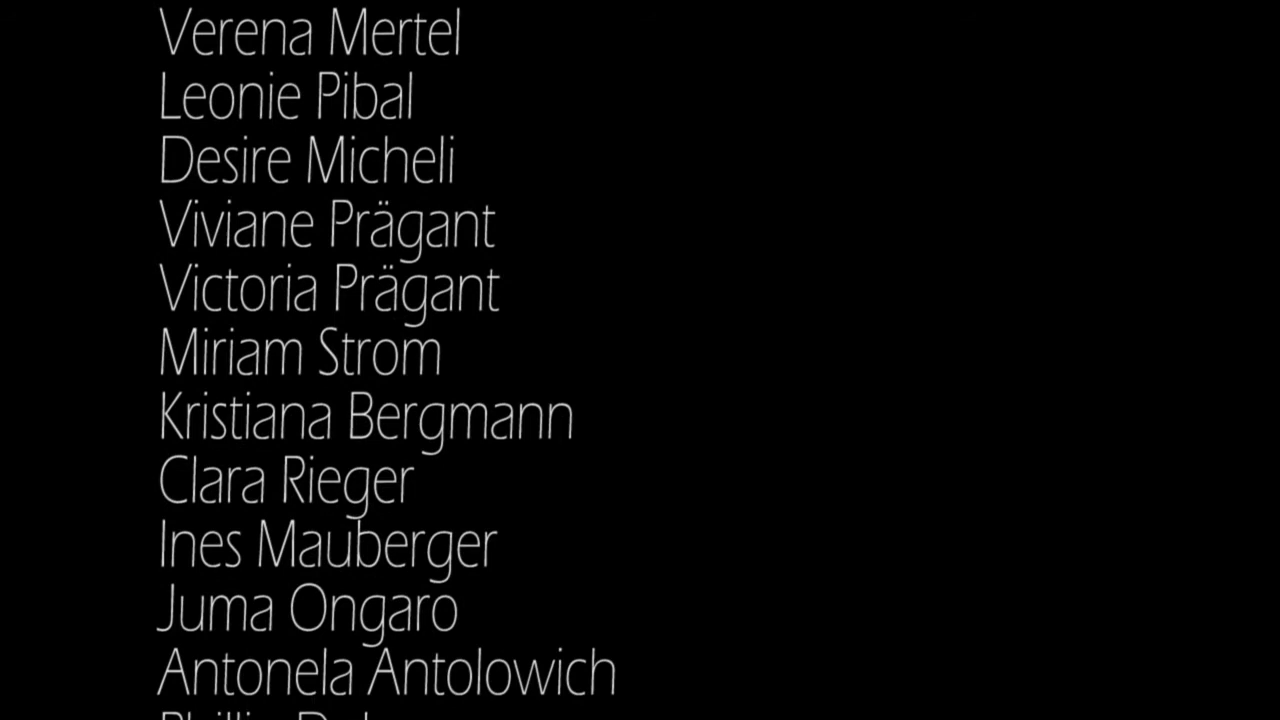 Verena Mertel
Leonie Pibal
Desire Micheli
Viviane Prägant
Victoria Prägant
Miriam Strom
Kristiana Bergmann
Clara Rieger
Ines Mauberger
Juma Ongaro
Antonela Antolowich